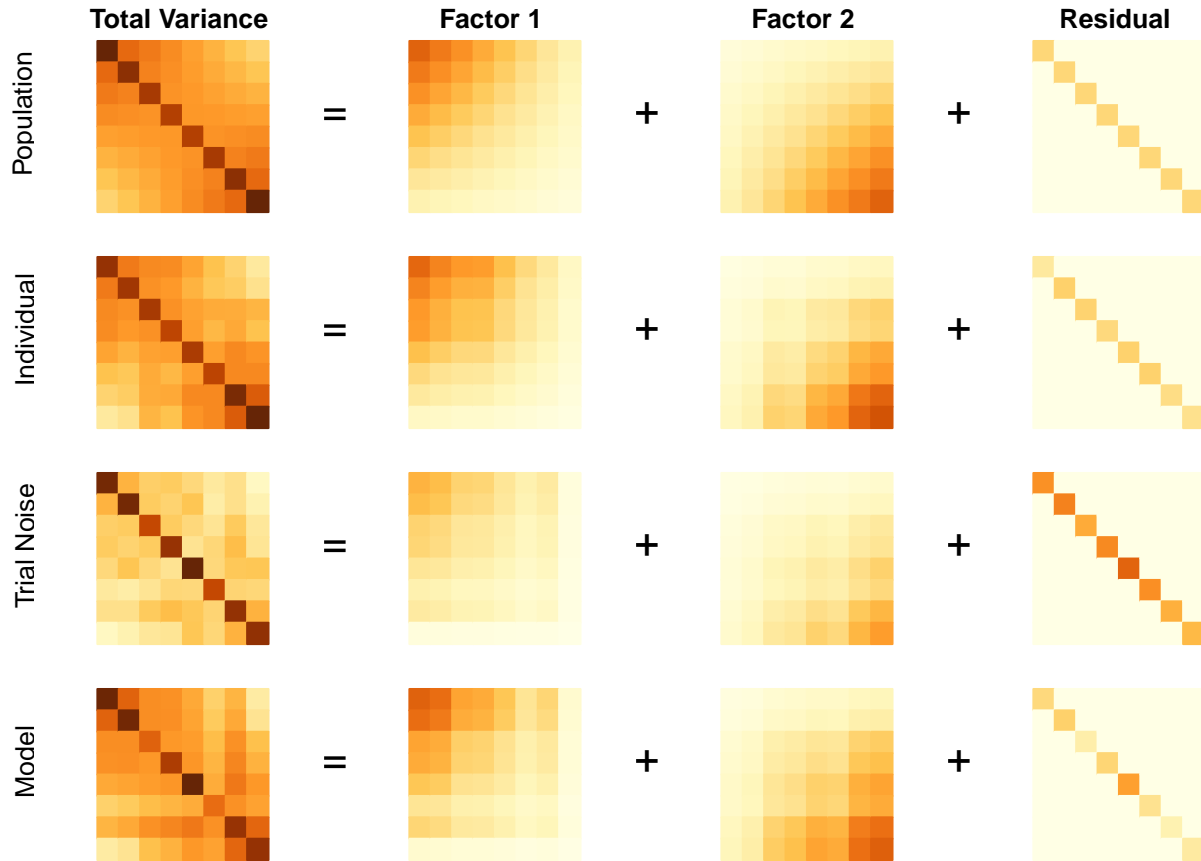 Total Variance Factor 1 Factor 2 Residual
Population = + +
Individual = + +
Trial Noise = + +
Model = + +